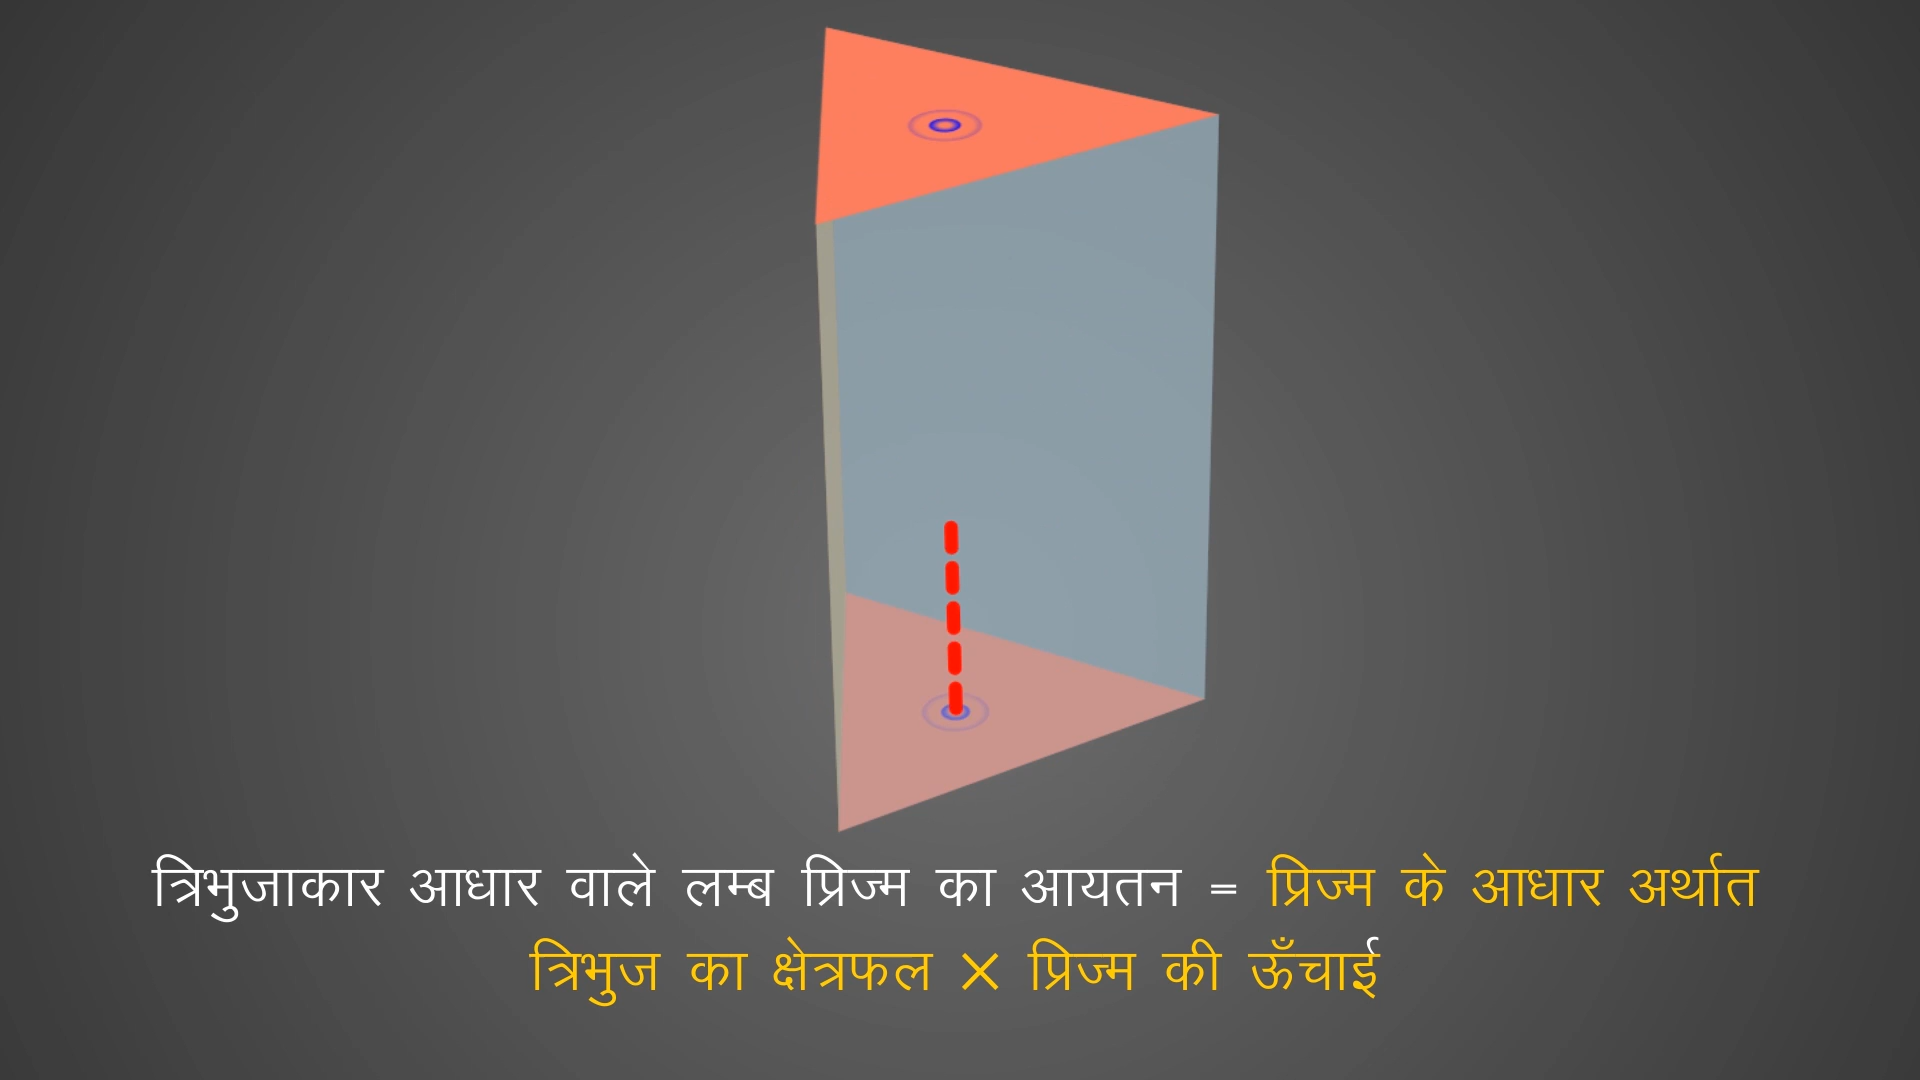 त्रिभुजाकार आधार वाले लम्ब प्रिज्म का आयतन = प्रिज्म के आधार अर्थात
त्रिभुज का क्षेत्रफल × प्रिज्म की ऊँचाई